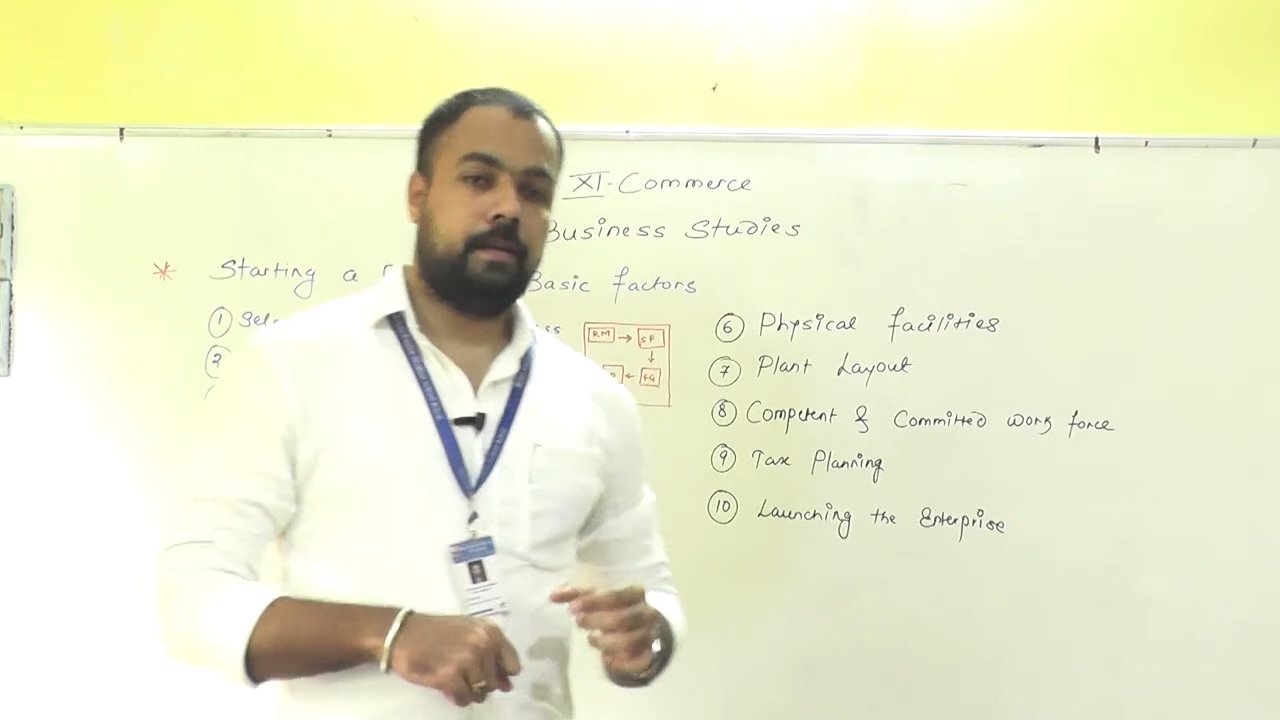 XI-Commerce
Business Studies
* Starting a Basic factors
①
②
RM → SF
↓
← FG
⑥ Physical facilities
⑦ Plant Layout
⑧ Competent & Committed work force
⑨ Tax Planning
⑩ Launching the Enterprise